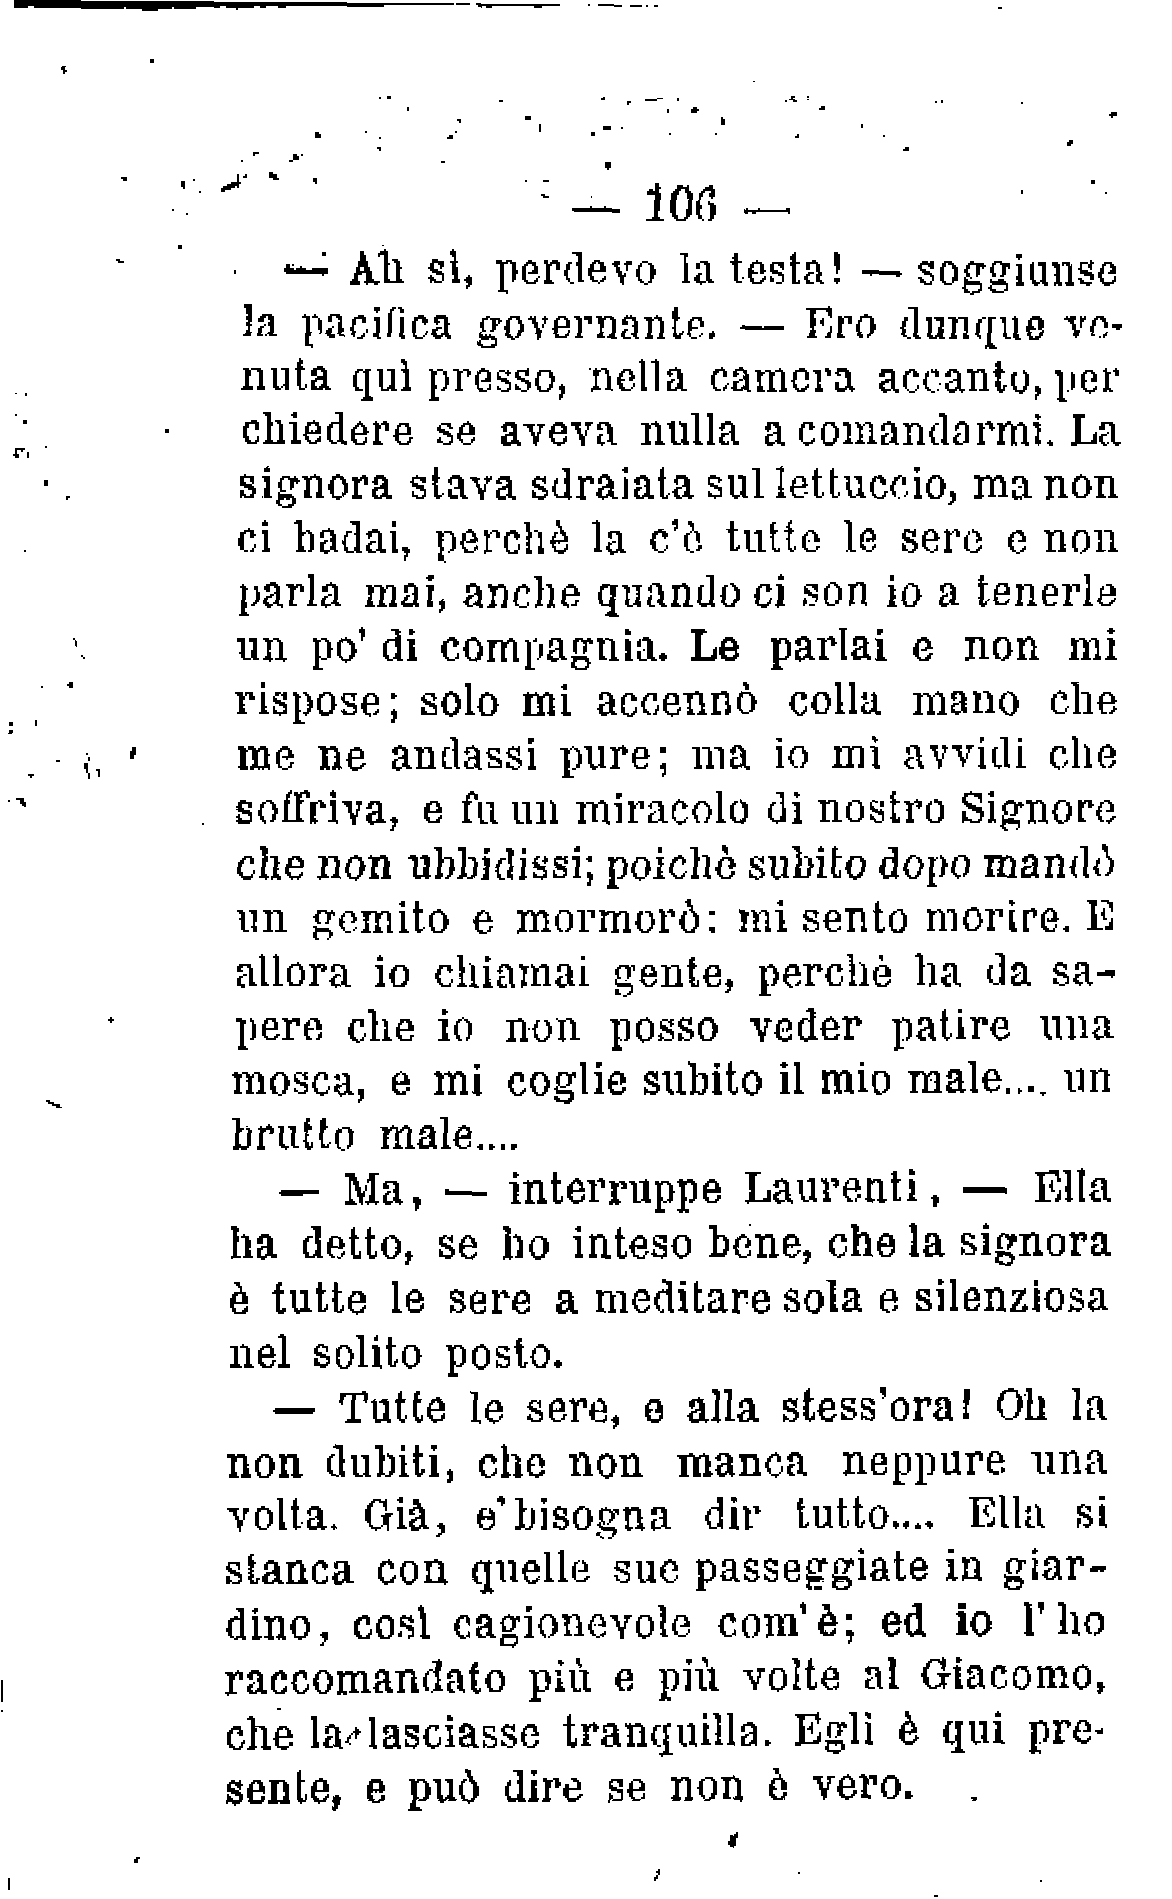 — 106 —
— Ah sì, perdevo la testa! — soggiunse
la pacifica governante. — Ero dunque ve-
nuta quì presso, nella camera accanto, per
chiedere se aveva nulla a comandarmi. La
signora stava sdraiata sul lettuccio, ma non
ci badai, perchè la c'è tutte le sere e non
parla mai, anche quando ci son io a tenerle
un po' di compagnia. Le parlai e non mi
rispose; solo mi accennò colla mano che
me ne andassi pure; ma io mi avvidi che
soffriva, e fu un miracolo di nostro Signore
che non ubbidissi; poichè subito dopo mandò
un gemito e mormorò: mi sento morire. E
allora io chiamai gente, perchè ha da sa-
pere che io non posso veder patire una
mosca, e mi coglie subito il mio male.... un
brutto male....
— Ma, — interruppe Laurenti, — Ella
ha detto, se ho inteso bene, che la signora
è tutte le sere a meditare sola e silenziosa
nel solito posto.
— Tutte le sere, e alla stess'ora! Oh la
non dubiti, che non manca neppure una
volta. Già, e' bisogna dir tutto.... Ella si
stanca con quelle sue passeggiate in giar-
dino, così cagionevole com'è; ed io l'ho
raccomandato più e più volte al Giacomo,
che la lasciasse tranquilla. Egli è qui pre-
sente, e può dire se non è vero.